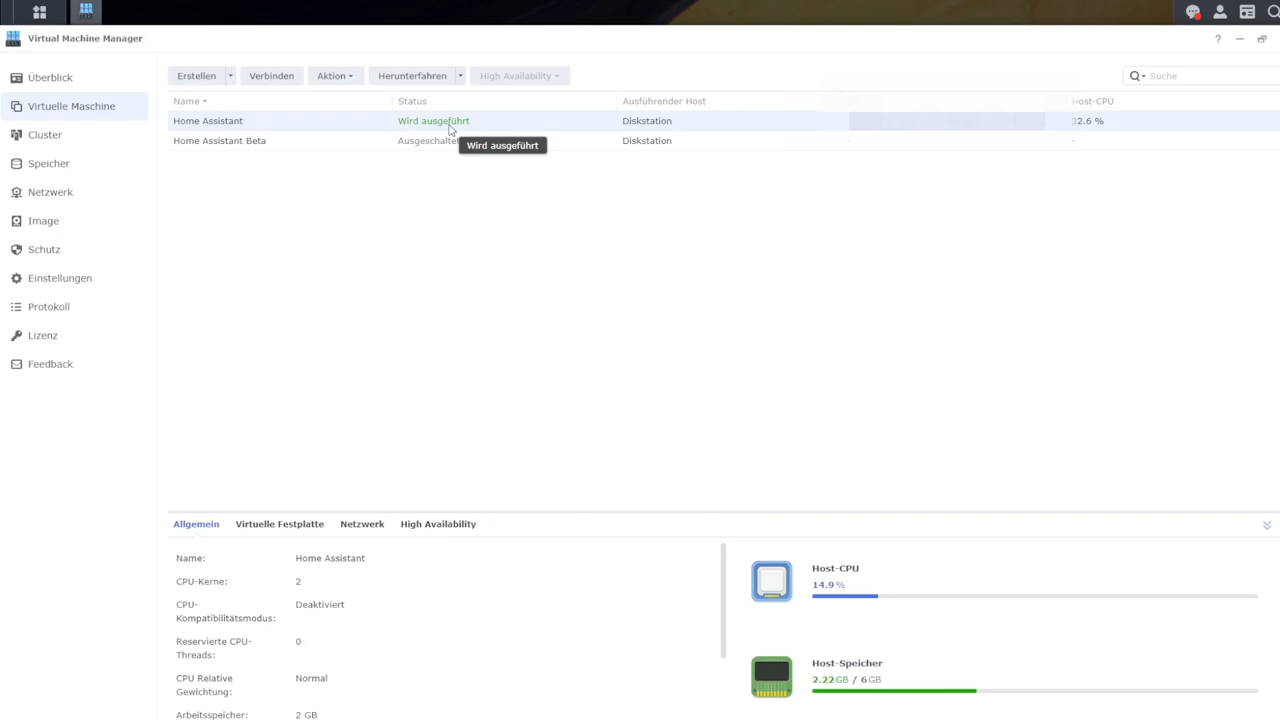 Virtual Machine Manager
?
Überblick
Virtuelle Maschine
Cluster
Speicher
Netzwerk
Image
Schutz
Einstellungen
Protokoll
Lizenz
Feedback
Erstellen Verbinden Aktion Herunterfahren High Availability Suche
Name Status Ausführender Host Host-CPU
Home Assistant Wird ausgeführt Diskstation 32.6 %
Home Assistant Beta Ausgeschaltet Diskstation - -
Wird ausgeführt
Allgemein Virtuelle Festplatte Netzwerk High Availability
Name: Home Assistant
CPU-Kerne: 2
CPU- Deaktiviert
Kompatibilitätsmodus:
Reservierte CPU- 0
Threads:
CPU Relative Normal
Gewichtung:
Arbeitsspeicher: 2 GB
Host-CPU
14.9 %
Host-Speicher
2.22 GB / 6 GB